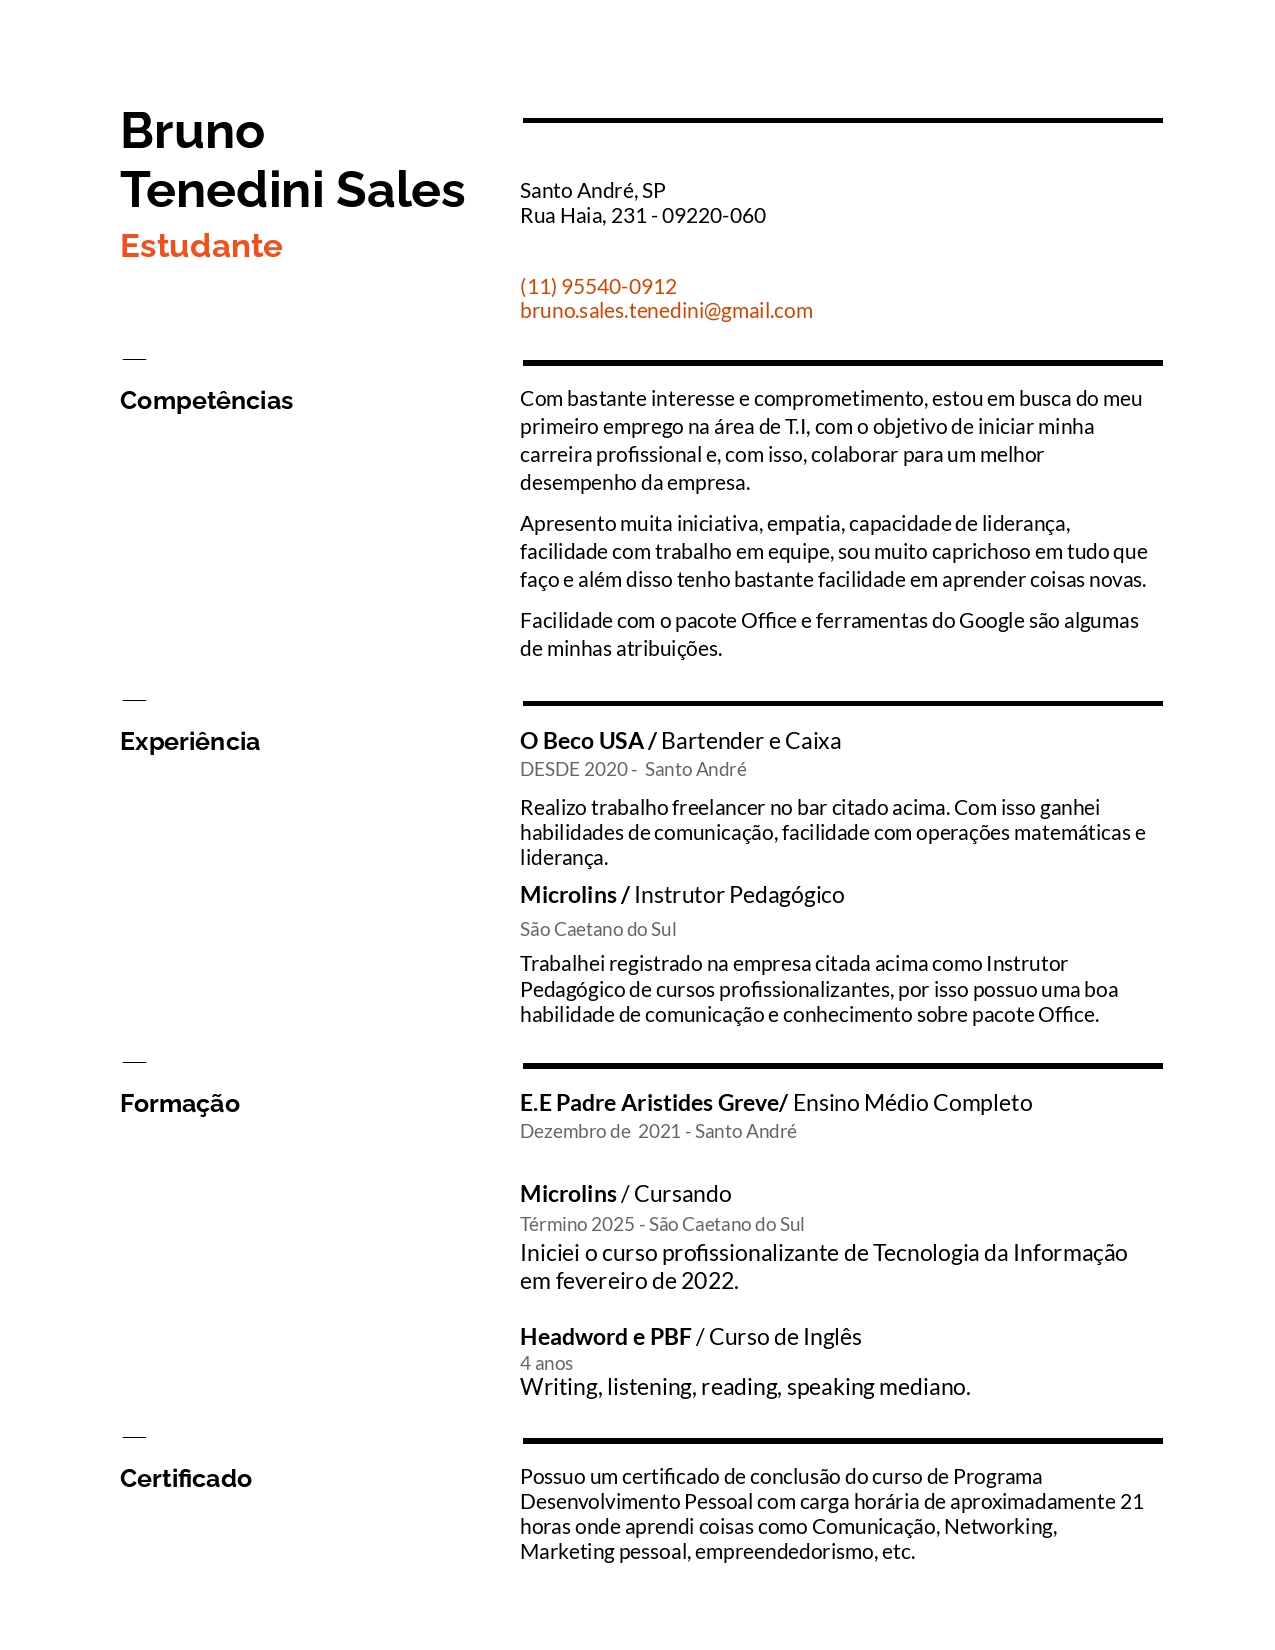 Bruno
Tenedini Sales
Estudante
Santo André, SP
Rua Haia, 231 - 09220-060
(11) 95540-0912
bruno.sales.tenedini@gmail.com
Competências
Com bastante interesse e comprometimento, estou em busca do meu
primeiro emprego na área de T.I, com o objetivo de iniciar minha
carreira profissional e, com isso, colaborar para um melhor
desempenho da empresa.
Apresento muita iniciativa, empatia, capacidade de liderança,
facilidade com trabalho em equipe, sou muito caprichoso em tudo que
faço e além disso tenho bastante facilidade em aprender coisas novas.
Facilidade com o pacote Office e ferramentas do Google são algumas
de minhas atribuições.
Experiência
O Beco USA / Bartender e Caixa
DESDE 2020 - Santo André
Realizo trabalho freelancer no bar citado acima. Com isso ganhei
habilidades de comunicação, facilidade com operações matemáticas e
liderança.
Microlins / Instrutor Pedagógico
São Caetano do Sul
Trabalhei registrado na empresa citada acima como Instrutor
Pedagógico de cursos profissionalizantes, por isso possuo uma boa
habilidade de comunicação e conhecimento sobre pacote Office.
Formação
E.E Padre Aristides Greve/ Ensino Médio Completo
Dezembro de 2021 - Santo André
Microlins / Cursando
Término 2025 - São Caetano do Sul
Iniciei o curso profissionalizante de Tecnologia da Informação
em fevereiro de 2022.
Headword e PBF / Curso de Inglês
4 anos
Writing, listening, reading, speaking mediano.
Certificado
Possuo um certificado de conclusão do curso de Programa
Desenvolvimento Pessoal com carga horária de aproximadamente 21
horas onde aprendi coisas como Comunicação, Networking,
Marketing pessoal, empreendedorismo, etc.